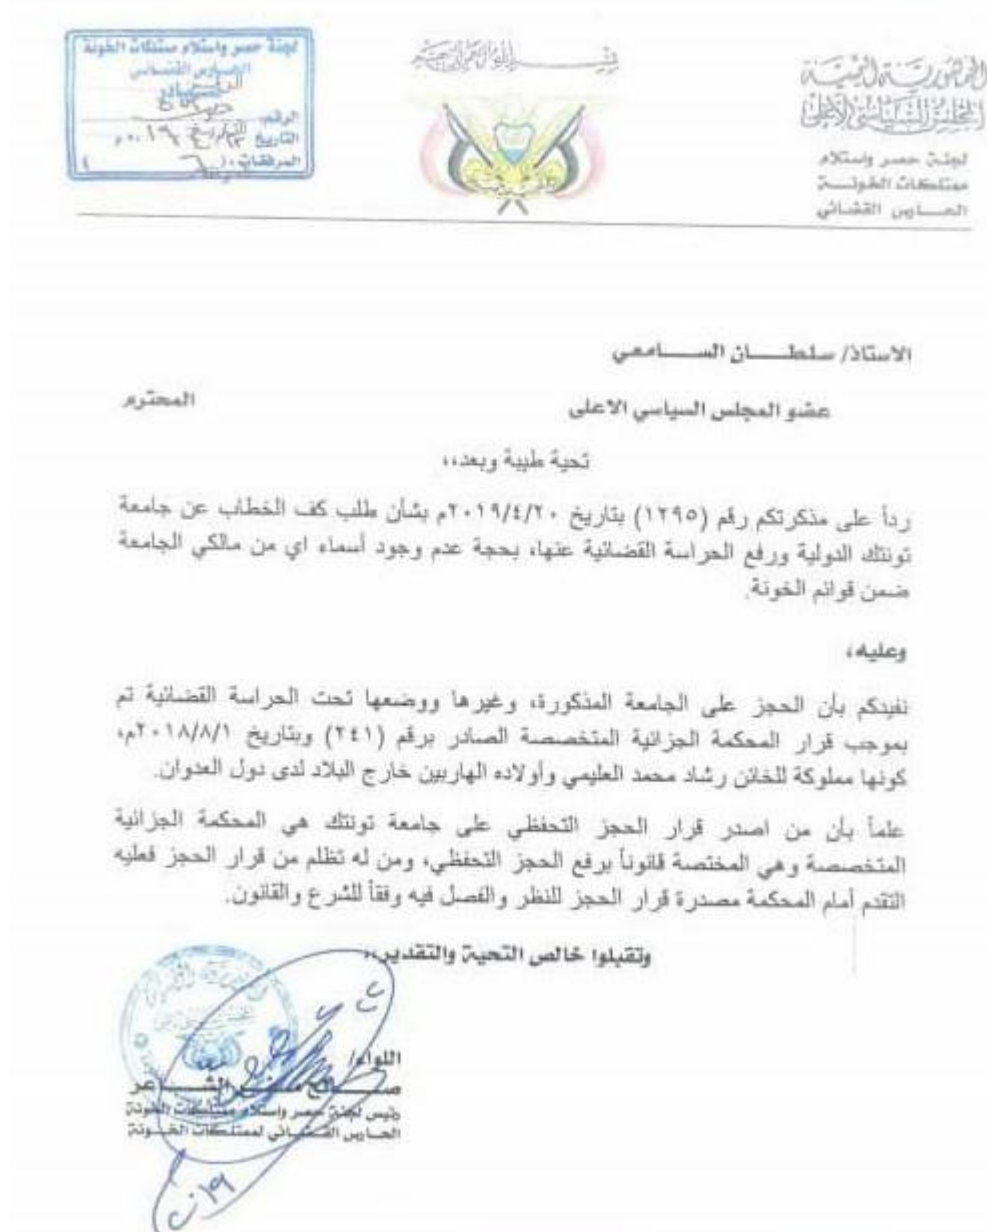 الجمهورية اليمنية
المجلس السياسي الأعلى
لجنة حصر واستلام
ممتلكات الخونة
الحارس القضائي
بسم الله الرحمن الرحيم
لجنة حصر واستلام ممتلكات الخونة
الحارس القضائي
الرقم:
التاريخ
المرفقات: ( )
الاستاذ/ سلطـــان الســـامعي
عضو المجلس السياسي الاعلى
المحترم
تحية طيبة وبعد،،
رداً على مذكرتكم رقم (١٢٩٥) بتاريخ ٢٠١٩/٤/٢٠م بشأن طلب كف الخطاب عن جامعة
تونتك الدولية ورفع الحراسة القضائية عنها، بحجة عدم وجود أسماء اي من مالكي الجامعة
ضمن قوائم الخونة.
وعليه،
نفيدكم بأن الحجز على الجامعة المذكورة، وغيرها ووضعها تحت الحراسة القضائية تم
بموجب قرار المحكمة الجزائية المتخصصة الصادر برقم (٢٤١) وبتاريخ ٢٠١٨/٨/١م،
كونها مملوكة للخائن رشاد محمد العليمي وأولاده الهاربين خارج البلاد لدى دول العدوان.
علماً بأن من اصدر قرار الحجز التحفظي على جامعة تونتك هي المحكمة الجزائية
المتخصصة وهي المختصة قانوناً برفع الحجز التحفظي، ومن له تظلم من قرار الحجز فعليه
التقدم أمام المحكمة مصدرة قرار الحجز للنظر والفصل فيه وفقاً للشرع والقانون.
وتقبلوا خالص التحية والتقدير،،
اللواء/
صـــالح مسفر الشـــاعر
رئيس لجنة حصر واستلام ممتلكات الخونة
الحارس القضائي لممتلكات الخونة